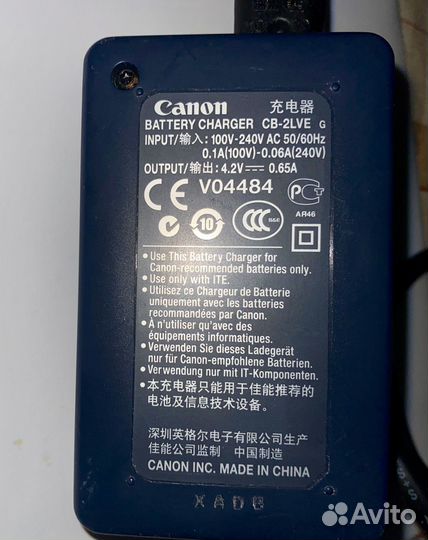 Canon 充电器
BATTERY CHARGER CB-2LVE G
INPUT/输入: 100V-240V AC 50/60Hz
0.1A(100V)-0.06A(240V)
OUTPUT/输出: 4.2V 0.65A
CE V04484 PCT
10 CCC S&E АЯ46
• Use This Battery Charger for
Canon-recommended batteries only.
• Use only with ITE.
• Utilisez ce Chargeur de Batterie
uniquement avec les batteries
recommandées par Canon.
• À n'utiliser qu'avec des
équipements informatiques.
• Verwenden Sie dieses Ladegerät
nur für Canon-empfohlene Batterien.
• Verwendung nur mit IT-Komponenten.
• 本充电器只能用于佳能推荐的
电池及信息技术设备。
深圳英格尔电子有限公司生产
佳能公司监制 中国制造
CANON INC. MADE IN CHINA
XADB
Avito